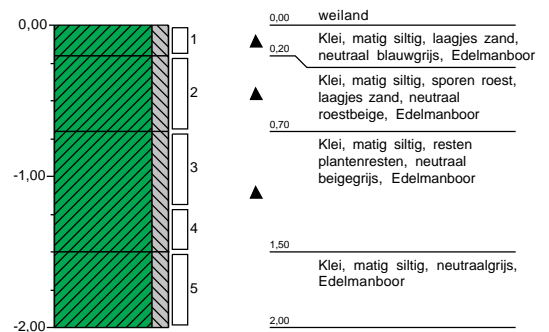 0,00
-1,00
-2,00
1
2
3
4
5
0,00 weiland
Klei, matig siltig, laagjes zand,
neutraal blauwgrijs, Edelmanboor
0,20
Klei, matig siltig, sporen roest,
laagjes zand, neutraal
roestbeige, Edelmanboor
0,70
Klei, matig siltig, resten
plantenresten, neutraal
beigegrijs, Edelmanboor
1,50
Klei, matig siltig, neutraalgrijs,
Edelmanboor
2,00